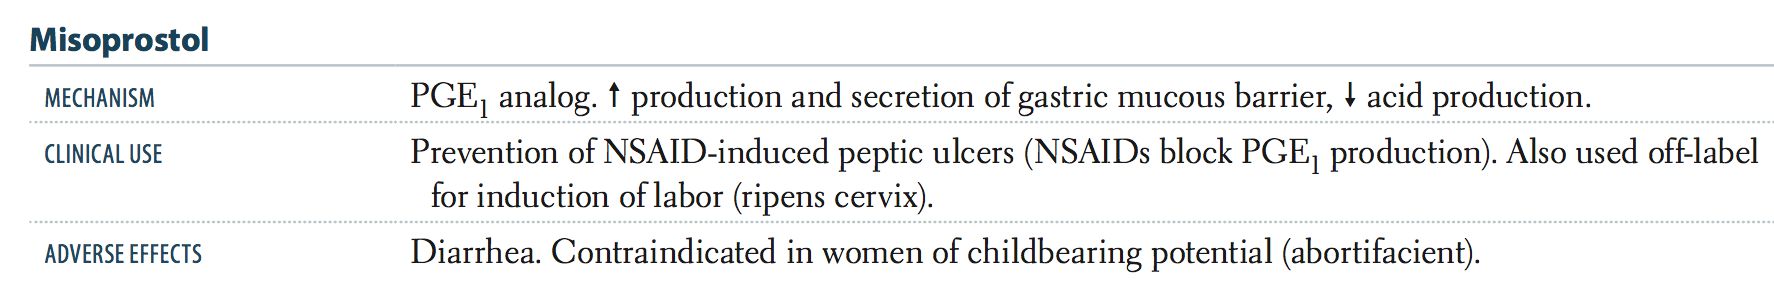 Misoprostol
MECHANISM PGE1 analog. ↑ production and secretion of gastric mucous barrier, ↓ acid production.
CLINICAL USE Prevention of NSAID-induced peptic ulcers (NSAIDs block PGE1 production). Also used off-label
for induction of labor (ripens cervix).
ADVERSE EFFECTS Diarrhea. Contraindicated in women of childbearing potential (abortifacient).